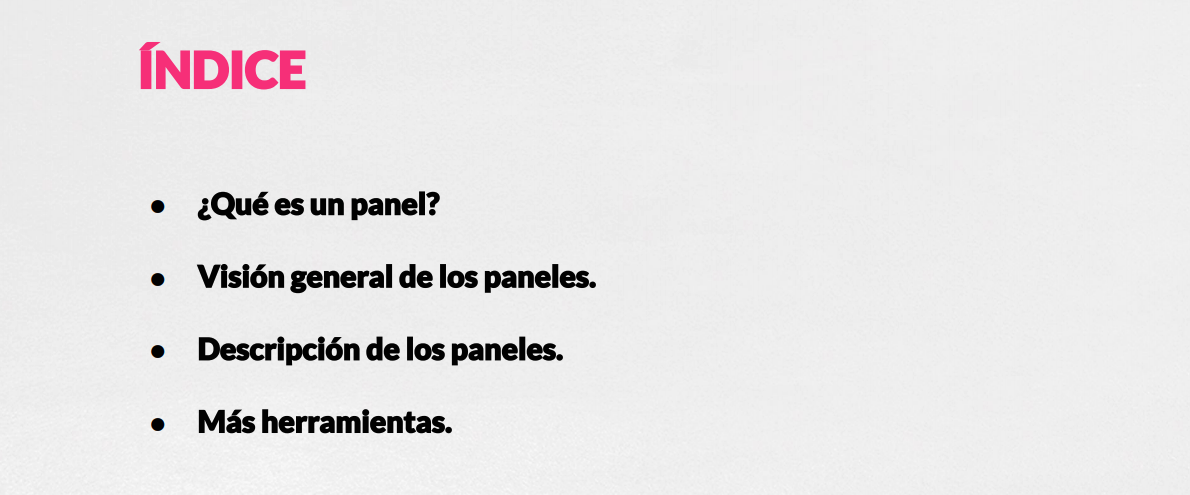 ÍNDICE
● ¿Qué es un panel?
● Visión general de los paneles.
● Descripción de los paneles.
● Más herramientas.